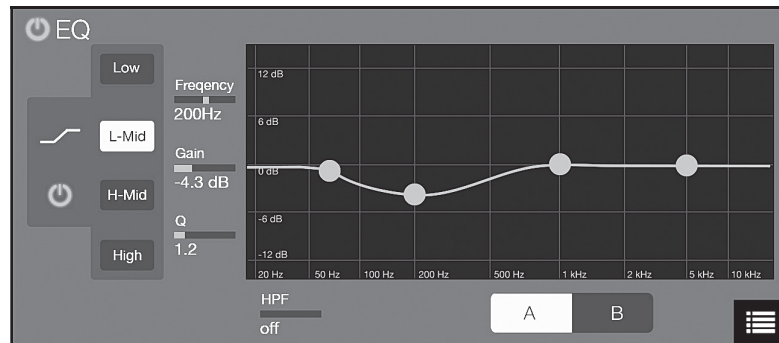 EQ
Low
L-Mid
H-Mid
High
Freqency
200Hz
Gain
-4.3 dB
Q
1.2
12 dB
6 dB
0 dB
-6 dB
-12 dB
20 Hz 50 Hz 100 Hz 200 Hz 500 Hz 1 kHz 2 kHz 5 kHz 10 kHz
HPF
off
A B